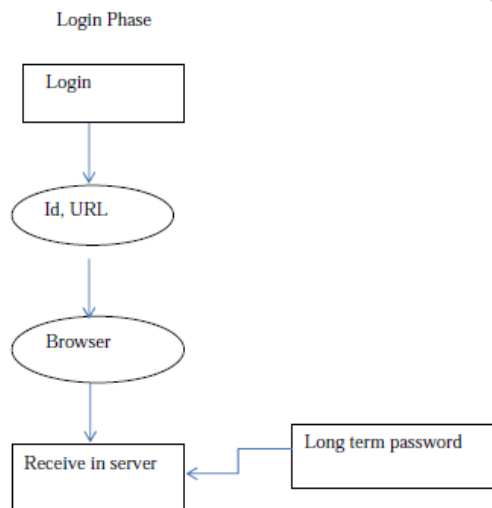 Login Phase
Login
Id, URL
Browser
Receive in server
Long term password